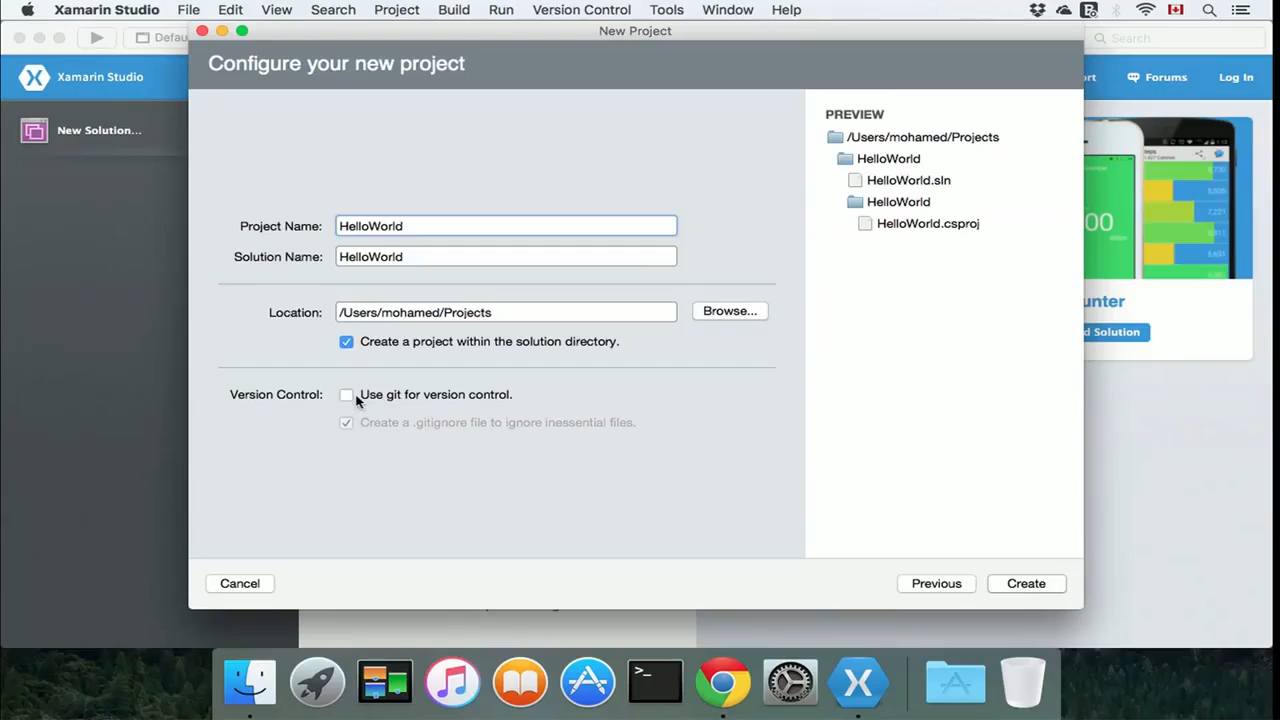 Xamarin Studio File Edit View Search Project Build Run Version Control Tools Window Help
New Project
Defau
Search
Xamarin Studio
Configure your new project
ort Forums Log In
New Solution...
PREVIEW
/Users/mohamed/Projects
HelloWorld
HelloWorld.sln
HelloWorld
HelloWorld.csproj
Project Name: HelloWorld
Solution Name: HelloWorld
Location: /Users/mohamed/Projects Browse...
Create a project within the solution directory.
Version Control: Use git for version control.
Create a .gitignore file to ignore inessential files.
unter
d Solution
Cancel Previous Create